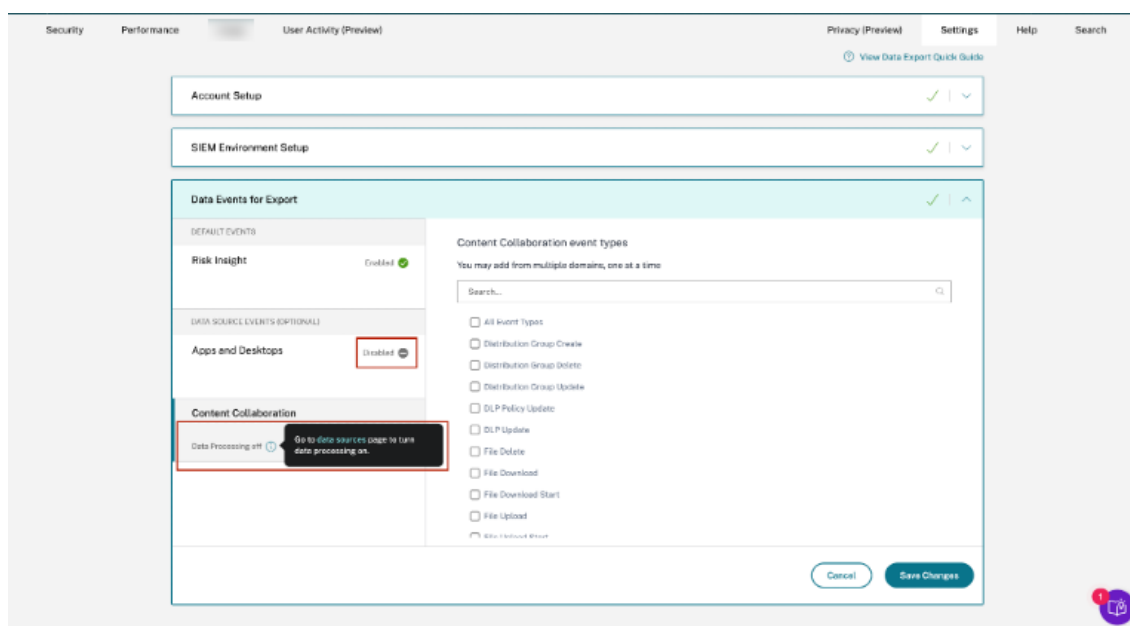 Security Performance User Activity (Preview) Privacy (Preview) Settings Help Search
View Data Export Quick Guide
Account Setup
SIEM Environment Setup
Data Events for Export
DEFAULT EVENTS
Risk Insight Enabled
DATA SOURCE EVENTS (OPTIONAL)
Apps and Desktops Disabled
Content Collaboration
Data Processing off
Go to data sources page to turn
data processing on.
Content Collaboration event types
You may add from multiple domains, one at a time
Search...
All Event Types
Distribution Group Create
Distribution Group Delete
Distribution Group Update
DLP Policy Update
DLP Update
File Delete
File Download
File Download Start
File Upload
File Upload Start
Cancel Save Changes
1